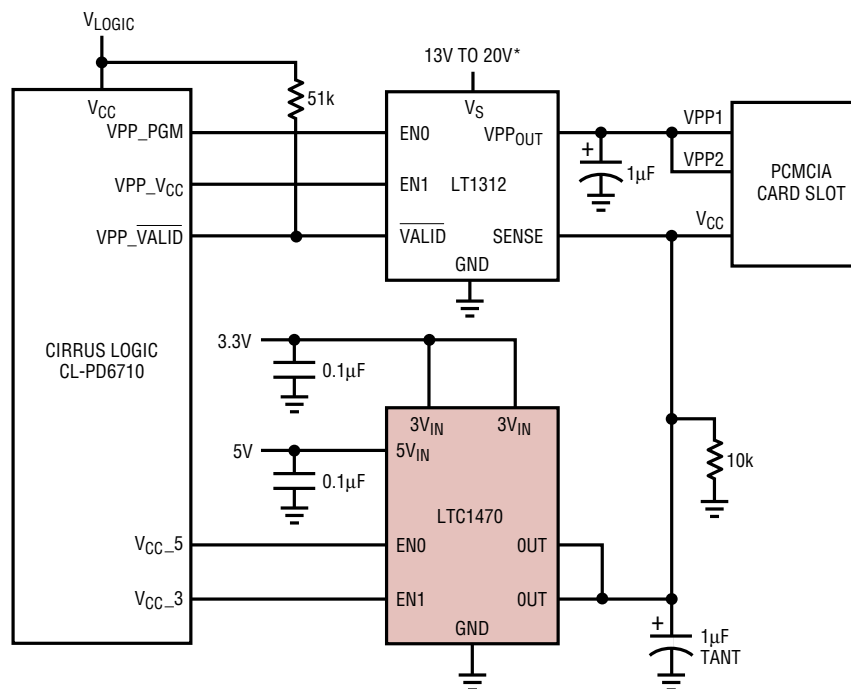 VLOGIC
13V TO 20V*
51k
VCC
VPP_PGM
VPP_VCC
VPP_VALID
CIRRUS LOGIC
CL-PD6710
VCC_5
VCC_3
VS
EN0
VPPOUT
EN1
LT1312
VALID
SENSE
GND
+
1µF
VPP1
VPP2
VCC
PCMCIA
CARD SLOT
3.3V
0.1µF
5V
0.1µF
3VIN
3VIN
5VIN
LTC1470
EN0
OUT
EN1
OUT
GND
10k
+
1µF
TANT